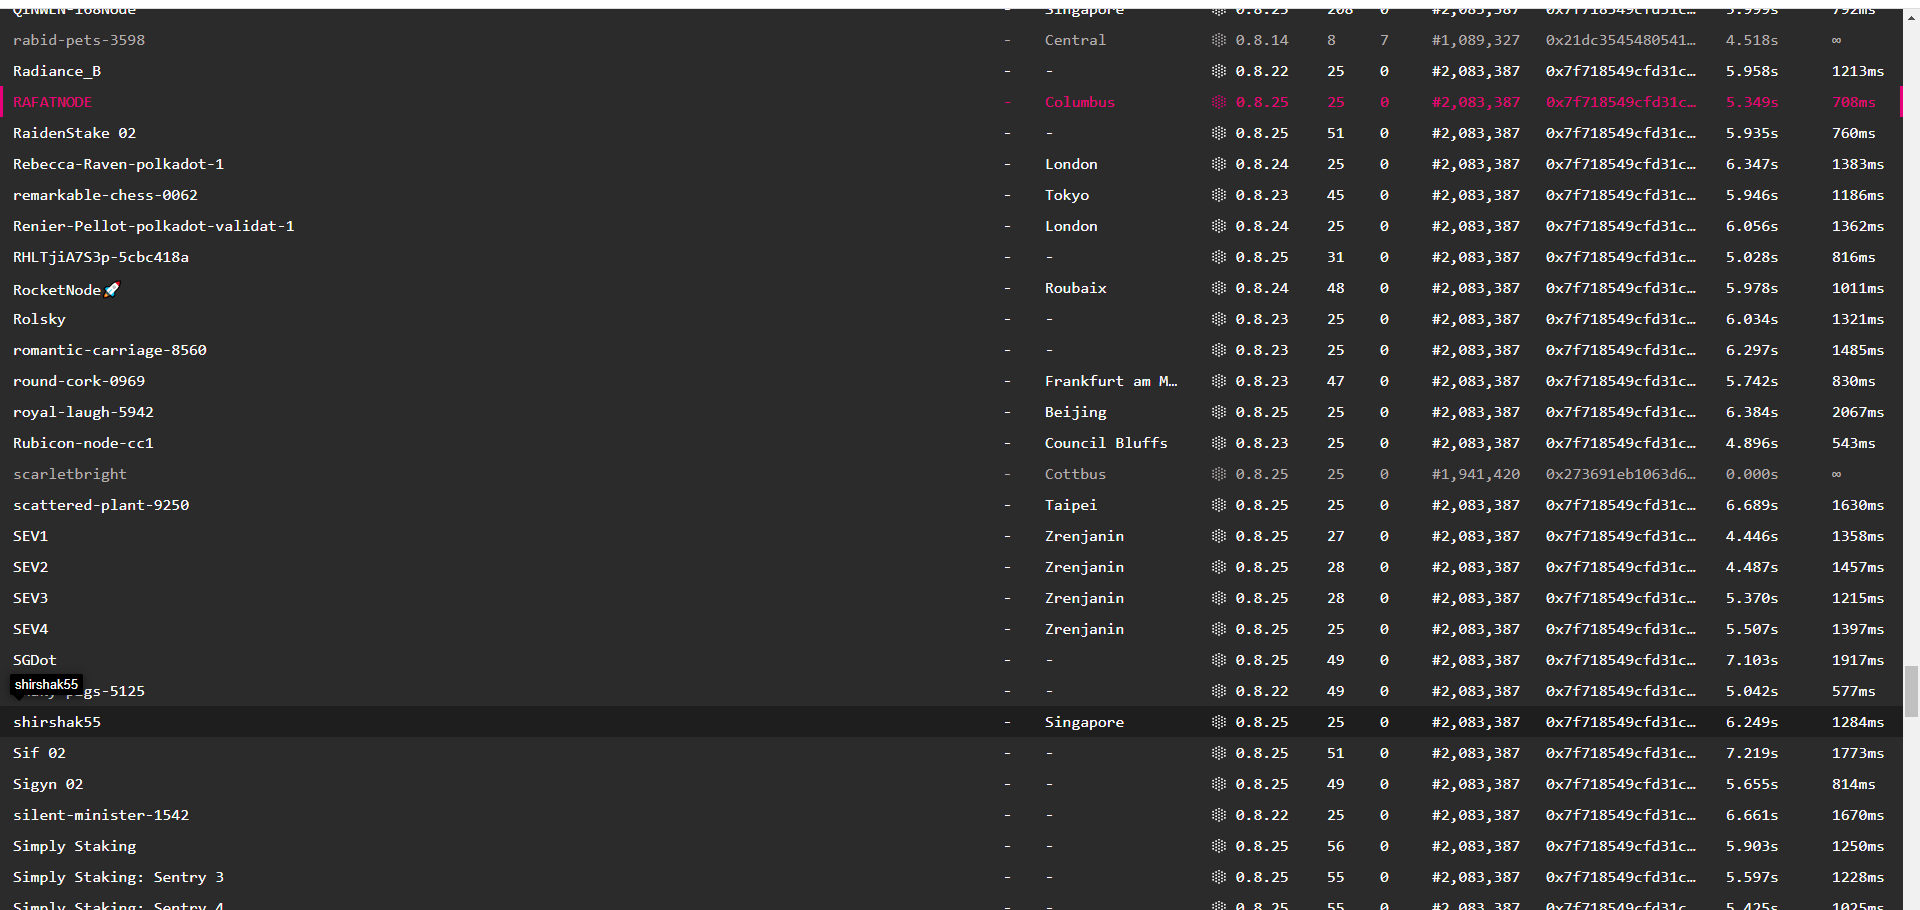 QINWEN-168Node - Singapore 0.8.25 208 0 #2,083,387 0x7f718549cfd31c… 5.999s 792ms
rabid-pets-3598 - Central 0.8.14 8 7 #1,089,327 0x21dc3545480541… 4.518s ∞
Radiance_B - - 0.8.22 25 0 #2,083,387 0x7f718549cfd31c… 5.958s 1213ms
RAFATNODE - Columbus 0.8.25 25 0 #2,083,387 0x7f718549cfd31c… 5.349s 708ms
RaidenStake 02 - - 0.8.25 51 0 #2,083,387 0x7f718549cfd31c… 5.935s 760ms
Rebecca-Raven-polkadot-1 - London 0.8.24 25 0 #2,083,387 0x7f718549cfd31c… 6.347s 1383ms
remarkable-chess-0062 - Tokyo 0.8.23 45 0 #2,083,387 0x7f718549cfd31c… 5.946s 1186ms
Renier-Pellot-polkadot-validat-1 - London 0.8.24 25 0 #2,083,387 0x7f718549cfd31c… 6.056s 1362ms
RHLTjiA7S3p-5cbc418a - - 0.8.25 31 0 #2,083,387 0x7f718549cfd31c… 5.028s 816ms
RocketNode🚀 - Roubaix 0.8.24 48 0 #2,083,387 0x7f718549cfd31c… 5.978s 1011ms
Rolsky - - 0.8.23 25 0 #2,083,387 0x7f718549cfd31c… 6.034s 1321ms
romantic-carriage-8560 - - 0.8.23 25 0 #2,083,387 0x7f718549cfd31c… 6.297s 1485ms
round-cork-0969 - Frankfurt am M… 0.8.23 47 0 #2,083,387 0x7f718549cfd31c… 5.742s 830ms
royal-laugh-5942 - Beijing 0.8.25 25 0 #2,083,387 0x7f718549cfd31c… 6.384s 2067ms
Rubicon-node-cc1 - Council Bluffs 0.8.23 25 0 #2,083,387 0x7f718549cfd31c… 4.896s 543ms
scarletbright - Cottbus 0.8.25 25 0 #1,941,420 0x273691eb1063d6… 0.000s ∞
scattered-plant-9250 - Taipei 0.8.25 25 0 #2,083,387 0x7f718549cfd31c… 6.689s 1630ms
SEV1 - Zrenjanin 0.8.25 27 0 #2,083,387 0x7f718549cfd31c… 4.446s 1358ms
SEV2 - Zrenjanin 0.8.25 28 0 #2,083,387 0x7f718549cfd31c… 4.487s 1457ms
SEV3 - Zrenjanin 0.8.25 28 0 #2,083,387 0x7f718549cfd31c… 5.370s 1215ms
SEV4 - Zrenjanin 0.8.25 25 0 #2,083,387 0x7f718549cfd31c… 5.507s 1397ms
SGDot - - 0.8.25 49 0 #2,083,387 0x7f718549cfd31c… 7.103s 1917ms
shirshak55
-5125 - - 0.8.22 49 0 #2,083,387 0x7f718549cfd31c… 5.042s 577ms
shirshak55 - Singapore 0.8.25 25 0 #2,083,387 0x7f718549cfd31c… 6.249s 1284ms
Sif 02 - - 0.8.25 51 0 #2,083,387 0x7f718549cfd31c… 7.219s 1773ms
Sigyn 02 - - 0.8.25 49 0 #2,083,387 0x7f718549cfd31c… 5.655s 814ms
silent-minister-1542 - - 0.8.22 25 0 #2,083,387 0x7f718549cfd31c… 6.661s 1670ms
Simply Staking - - 0.8.25 56 0 #2,083,387 0x7f718549cfd31c… 5.903s 1250ms
Simply Staking: Sentry 3 - - 0.8.25 55 0 #2,083,387 0x7f718549cfd31c… 5.597s 1228ms
Simply Staking: Sentry 4 - - 0.8.25 55 0 #2,083,387 0x7f718549cfd31c… 5.425s 1025ms